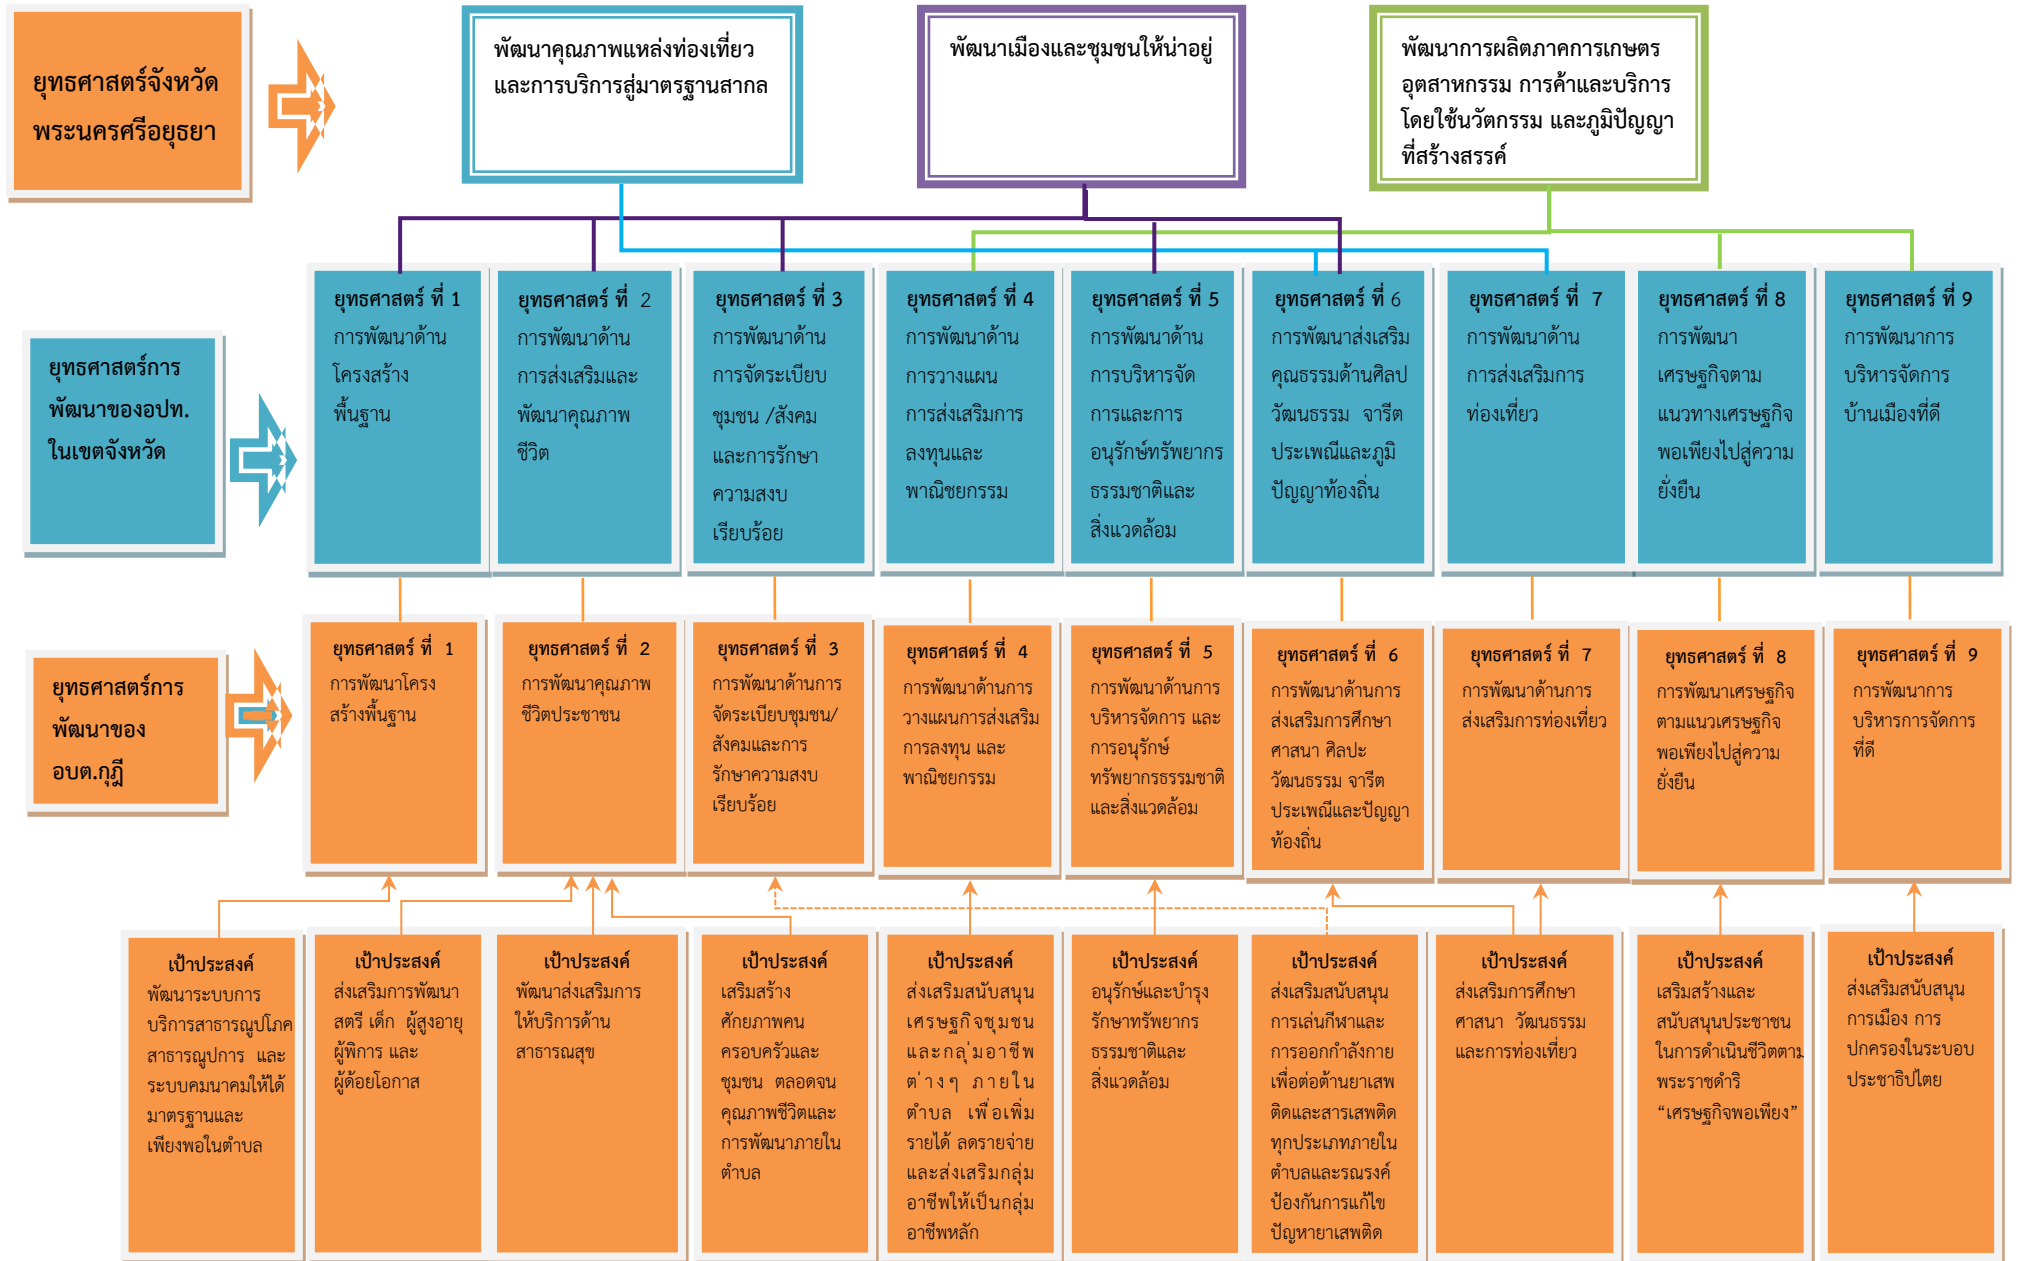 ยุทธศาสตร์จังหวัด
พระนครศรีอยุธยา
พัฒนาคุณภาพแหล่งท่องเที่ยว
และการบริการสู่มาตรฐานสากล
พัฒนาเมืองและชุมชนให้น่าอยู่
พัฒนาการผลิตภาคการเกษตร
อุตสาหกรรม การค้าและบริการ
โดยใช้นวัตกรรม และภูมิปัญญา
ที่สร้างสรรค์
ยุทธศาสตร์การ
พัฒนาของอปท.
ในเขตจังหวัด
ยุทธศาสตร์ ที่ 1
การพัฒนาด้าน
โครงสร้าง
พื้นฐาน
ยุทธศาสตร์ ที่ 2
การพัฒนาด้าน
การส่งเสริมและ
พัฒนาคุณภาพ
ชีวิต
ยุทธศาสตร์ ที่ 3
การพัฒนาด้าน
การจัดระเบียบ
ชุมชน /สังคม
และการรักษา
ความสงบ
เรียบร้อย
ยุทธศาสตร์ ที่ 4
การพัฒนาด้าน
การวางแผน
การส่งเสริมการ
ลงทุนและ
พาณิชยกรรม
ยุทธศาสตร์ ที่ 5
การพัฒนาด้าน
การบริหารจัด
การและการ
อนุรักษ์ทรัพยากร
ธรรมชาติและ
สิ่งแวดล้อม
ยุทธศาสตร์ ที่ 6
การพัฒนาส่งเสริม
คุณธรรมด้านศิลป
วัฒนธรรม จารีต
ประเพณีและภูมิ
ปัญญาท้องถิ่น
ยุทธศาสตร์ ที่ 7
การพัฒนาด้าน
การส่งเสริมการ
ท่องเที่ยว
ยุทธศาสตร์ ที่ 8
การพัฒนา
เศรษฐกิจตาม
แนวทางเศรษฐกิจ
พอเพียงไปสู่ความ
ยั่งยืน
ยุทธศาสตร์ ที่ 9
การพัฒนาการ
บริหารจัดการ
บ้านเมืองที่ดี
ยุทธศาสตร์การ
พัฒนาของ
อบต.กุฎี
ยุทธศาสตร์ ที่ 1
การพัฒนาโครง
สร้างพื้นฐาน
ยุทธศาสตร์ ที่ 2
การพัฒนาคุณภาพ
ชีวิตประชาชน
ยุทธศาสตร์ ที่ 3
การพัฒนาด้านการ
จัดระเบียบชุมชน/
สังคมและการ
รักษาความสงบ
เรียบร้อย
ยุทธศาสตร์ ที่ 4
การพัฒนาด้านการ
วางแผนการส่งเสริม
การลงทุน และ
พาณิชยกรรม
ยุทธศาสตร์ ที่ 5
การพัฒนาด้านการ
บริหารจัดการ และ
การอนุรักษ์
ทรัพยากรธรรมชาติ
และสิ่งแวดล้อม
ยุทธศาสตร์ ที่ 6
การพัฒนาด้านการ
ส่งเสริมการศึกษา
ศาสนา ศิลปะ
วัฒนธรรม จารีต
ประเพณีและปัญญา
ท้องถิ่น
ยุทธศาสตร์ ที่ 7
การพัฒนาด้านการ
ส่งเสริมการท่องเที่ยว
ยุทธศาสตร์ ที่ 8
การพัฒนาเศรษฐกิจ
ตามแนวเศรษฐกิจ
พอเพียงไปสู่ความ
ยั่งยืน
ยุทธศาสตร์ ที่ 9
การพัฒนาการ
บริหารการจัดการ
ที่ดี
เป้าประสงค์
พัฒนาระบบการ
บริการสาธารณูปโภค
สาธารณูปการ และ
ระบบคมนาคมให้ได้
มาตรฐานและ
เพียงพอในตำบล
เป้าประสงค์
ส่งเสริมการพัฒนา
สตรี เด็ก ผู้สูงอายุ
ผู้พิการ และ
ผู้ด้อยโอกาส
เป้าประสงค์
พัฒนาส่งเสริมการ
ให้บริการด้าน
สาธารณสุข
เป้าประสงค์
เสริมสร้าง
ศักยภาพคน
ครอบครัวและ
ชุมชน ตลอดจน
คุณภาพชีวิตและ
การพัฒนาภายใน
ตำบล
เป้าประสงค์
ส่งเสริมสนับสนุน
เศรษฐกิจชุมชน
และกลุ่มอาชีพ
ต่างๆ ภายใน
ตำบล เพื่อเพิ่ม
รายได้ ลดรายจ่าย
และส่งเสริมกลุ่ม
อาชีพให้เป็นกลุ่ม
อาชีพหลัก
เป้าประสงค์
อนุรักษ์และบำรุง
รักษาทรัพยากร
ธรรมชาติและ
สิ่งแวดล้อม
เป้าประสงค์
ส่งเสริมสนับสนุน
การเล่นกีฬาและ
การออกกำลังกาย
เพื่อต่อต้านยาเสพ
ติดและสารเสพติด
ทุกประเภทภายใน
ตำบลและรณรงค์
ป้องกันการแก้ไข
ปัญหายาเสพติด
เป้าประสงค์
ส่งเสริมการศึกษา
ศาสนา วัฒนธรรม
และการท่องเที่ยว
เป้าประสงค์
เสริมสร้างและ
สนับสนุนประชาชน
ในการดำเนินชีวิตตาม
พระราชดำริ
“เศรษฐกิจพอเพียง”
เป้าประสงค์
ส่งเสริมสนับสนุน
การเมือง การ
ปกครองในระบอบ
ประชาธิปไตย